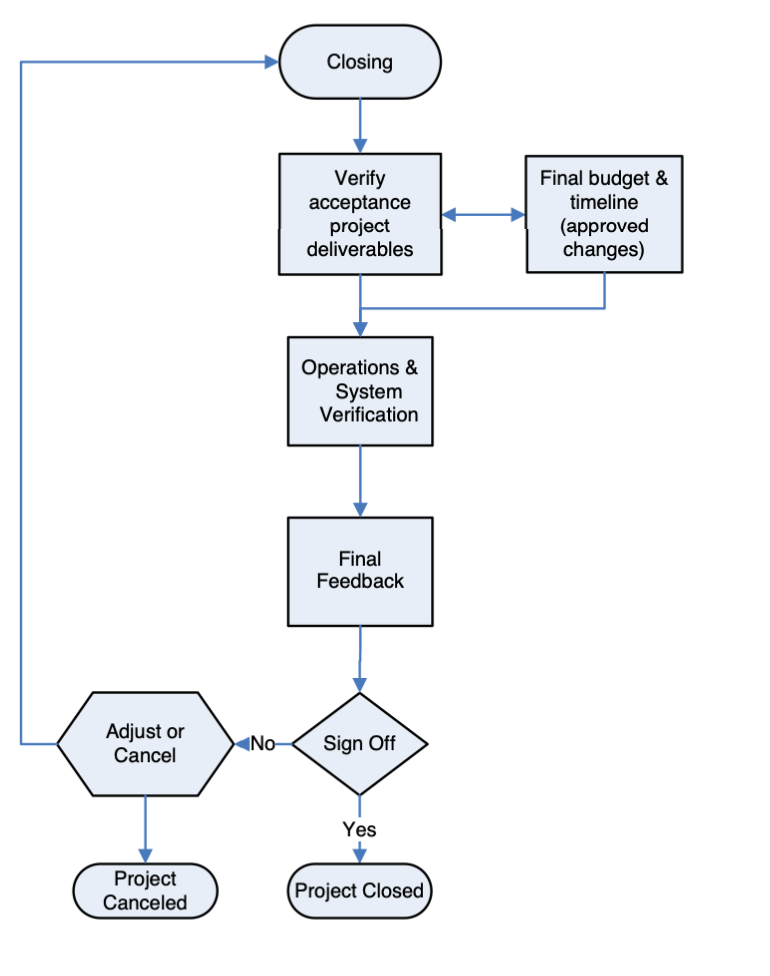 Closing
Verify
acceptance
project
deliverables
Final budget &
timeline
(approved
changes)
Operations &
System
Verification
Final
Feedback
Adjust or
Cancel
No
Sign Off
Yes
Project
Canceled
Project Closed